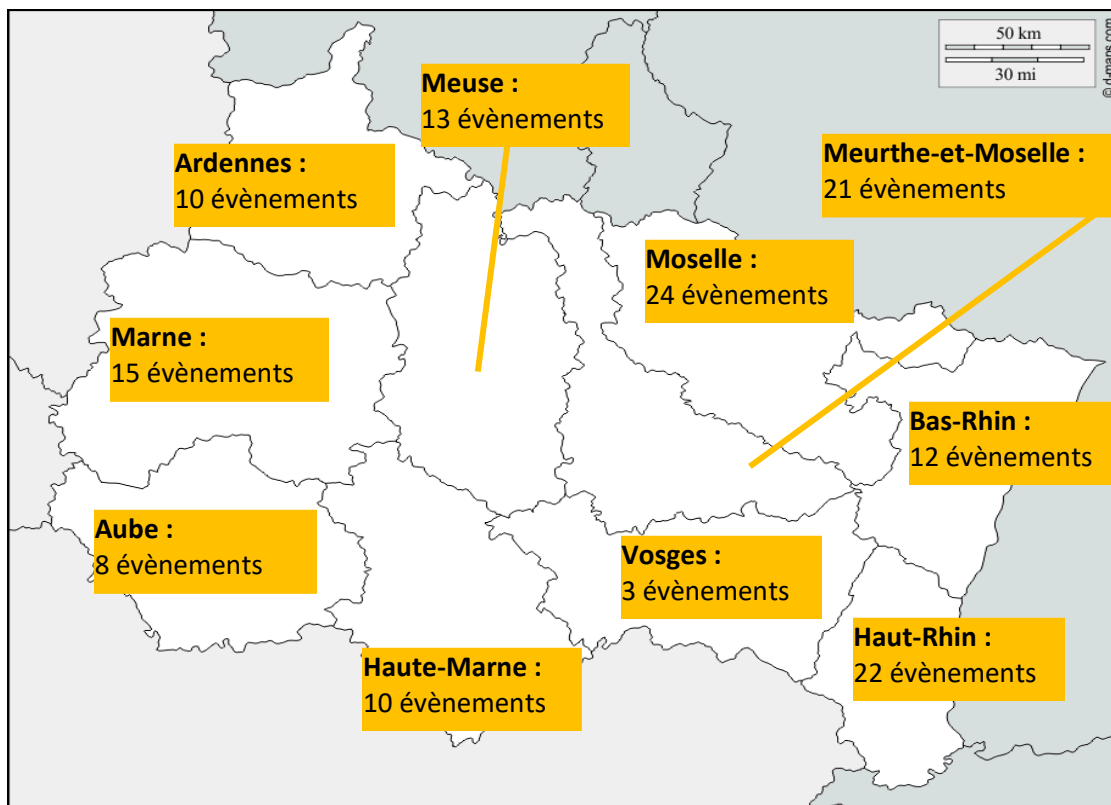 50 km
30 mi
© d-maps.com
Meuse :
13 évènements
Ardennes :
10 évènements
Meurthe-et-Moselle :
21 évènements
Moselle :
24 évènements
Marne :
15 évènements
Bas-Rhin :
12 évènements
Aube :
8 évènements
Vosges :
3 évènements
Haut-Rhin :
22 évènements
Haute-Marne :
10 évènements